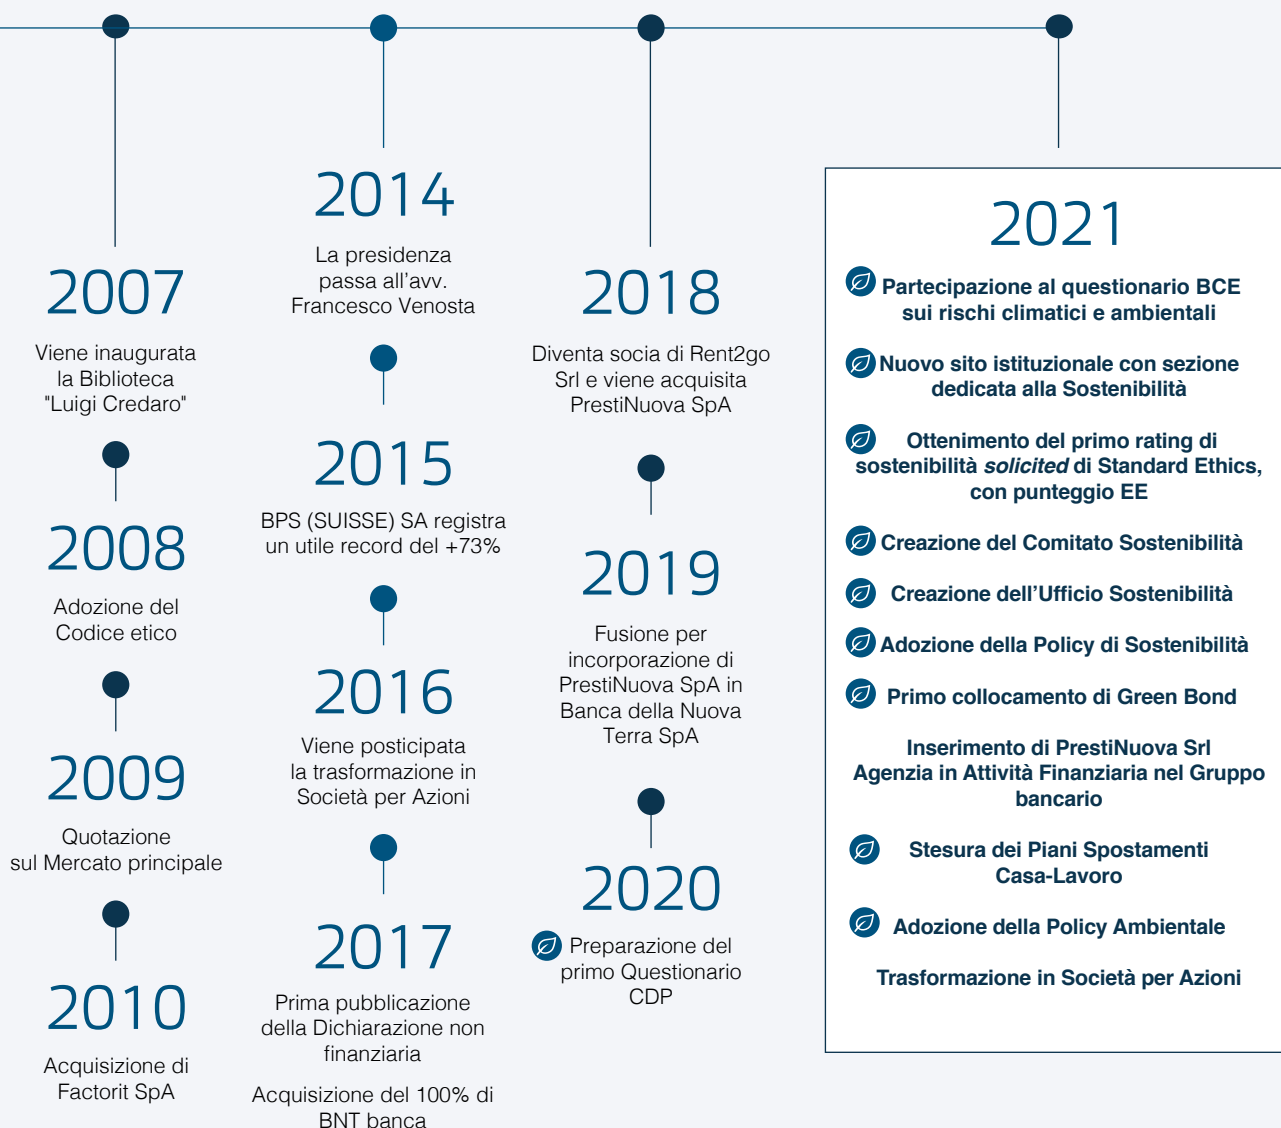 2007
Viene inaugurata
la Biblioteca
"Luigi Credaro"
2008
Adozione del
Codice etico
2009
Quotazione
sul Mercato principale
2010
Acquisizione di
Factorit SpA
2014
La presidenza
passa all'avv.
Francesco Venosta
2015
BPS (SUISSE) SA registra
un utile record del +73%
2016
Viene posticipata
la trasformazione in
Società per Azioni
2017
Prima pubblicazione
della Dichiarazione non
finanziaria
Acquisizione del 100% di
BNT banca
2018
Diventa socia di Rent2go
Srl e viene acquisita
PrestiNuova SpA
2019
Fusione per
incorporazione di
PrestiNuova SpA in
Banca della Nuova
Terra SpA
2020
Preparazione del
primo Questionario
CDP
2021
Partecipazione al questionario BCE
sui rischi climatici e ambientali
Nuovo sito istituzionale con sezione
dedicata alla Sostenibilità
Ottenimento del primo rating di
sostenibilità solicited di Standard Ethics,
con punteggio EE
Creazione del Comitato Sostenibilità
Creazione dell'Ufficio Sostenibilità
Adozione della Policy di Sostenibilità
Primo collocamento di Green Bond
Inserimento di PrestiNuova Srl
Agenzia in Attività Finanziaria nel Gruppo
bancario
Stesura dei Piani Spostamenti
Casa-Lavoro
Adozione della Policy Ambientale
Trasformazione in Società per Azioni